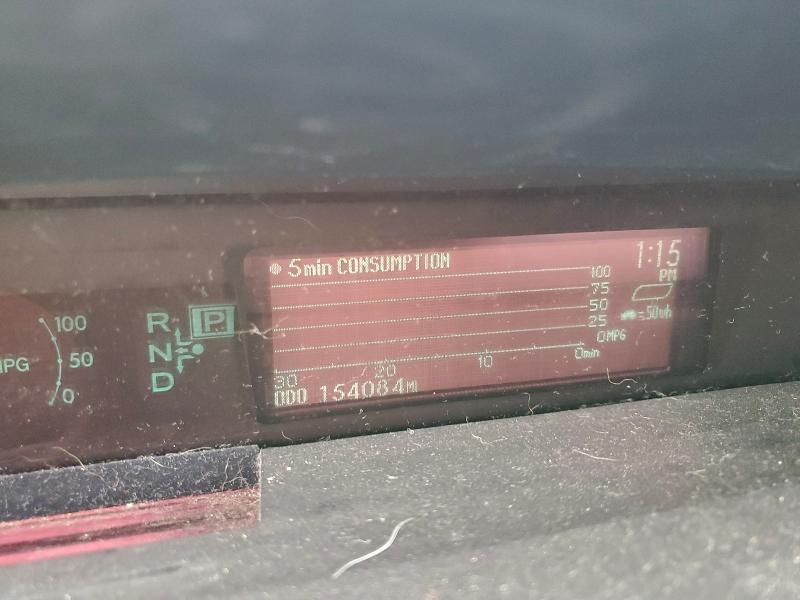 5min CONSUMPTION
1:15
PM
100
75
50
25
0MPG
=50Wh
30 20 10 0min
ODO 154084MI
100
MPG 50
0
R P
N
D